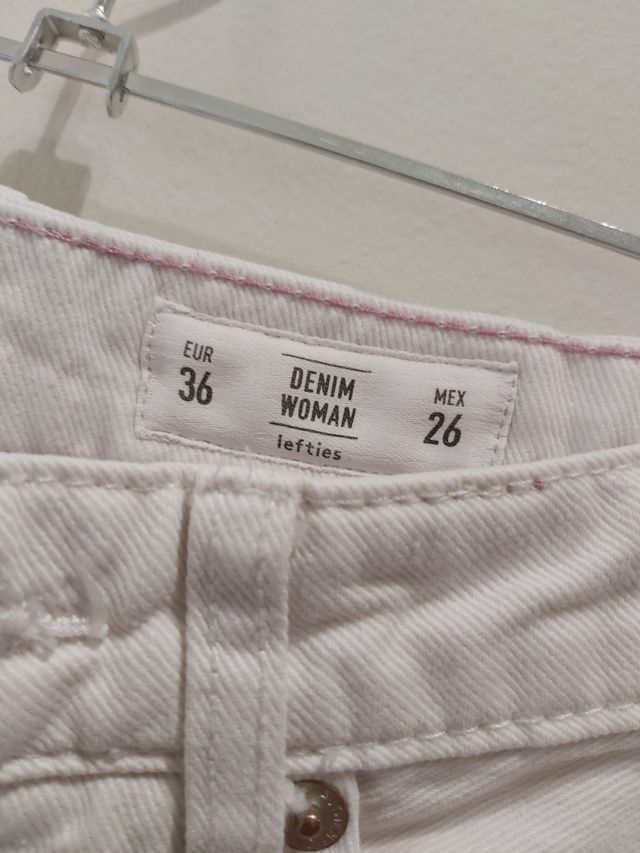 EUR
36
DENIM
WOMAN
lefties
MEX
26